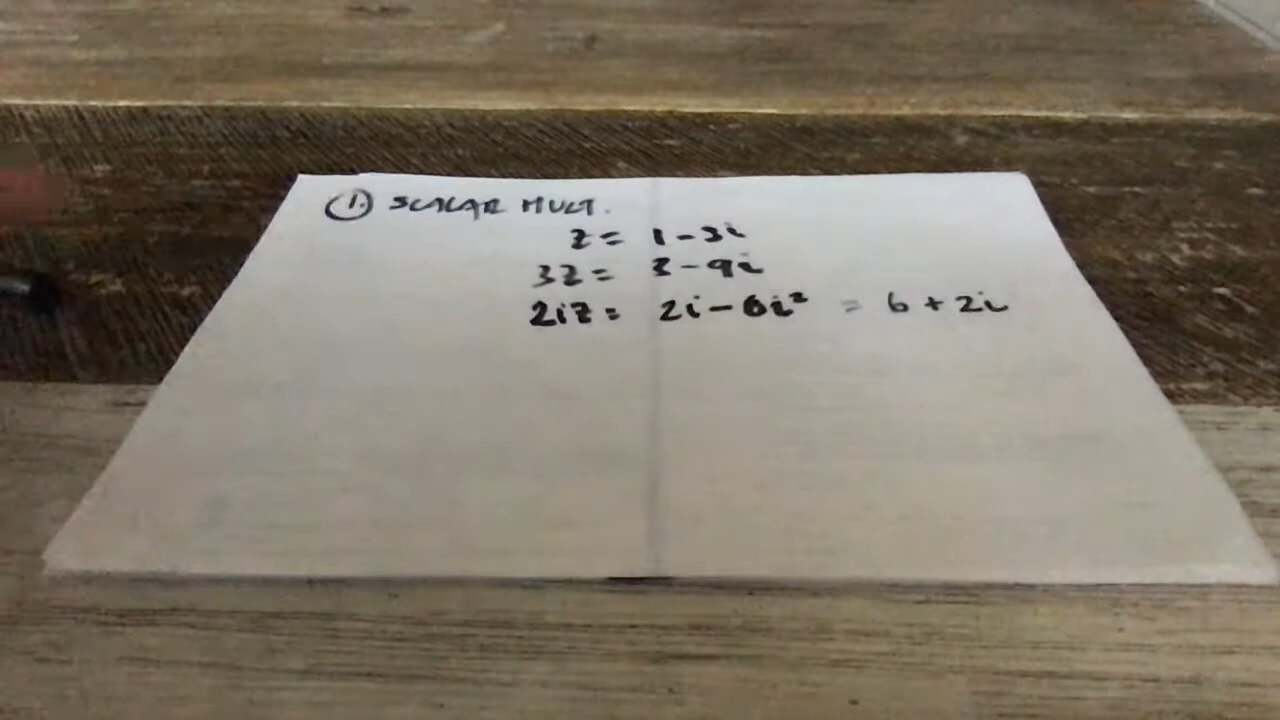 1. SCALAR MULT.
z = 1 - 3i
3z = 3 - 9i
2iz = 2i - 6i² = 6 + 2i